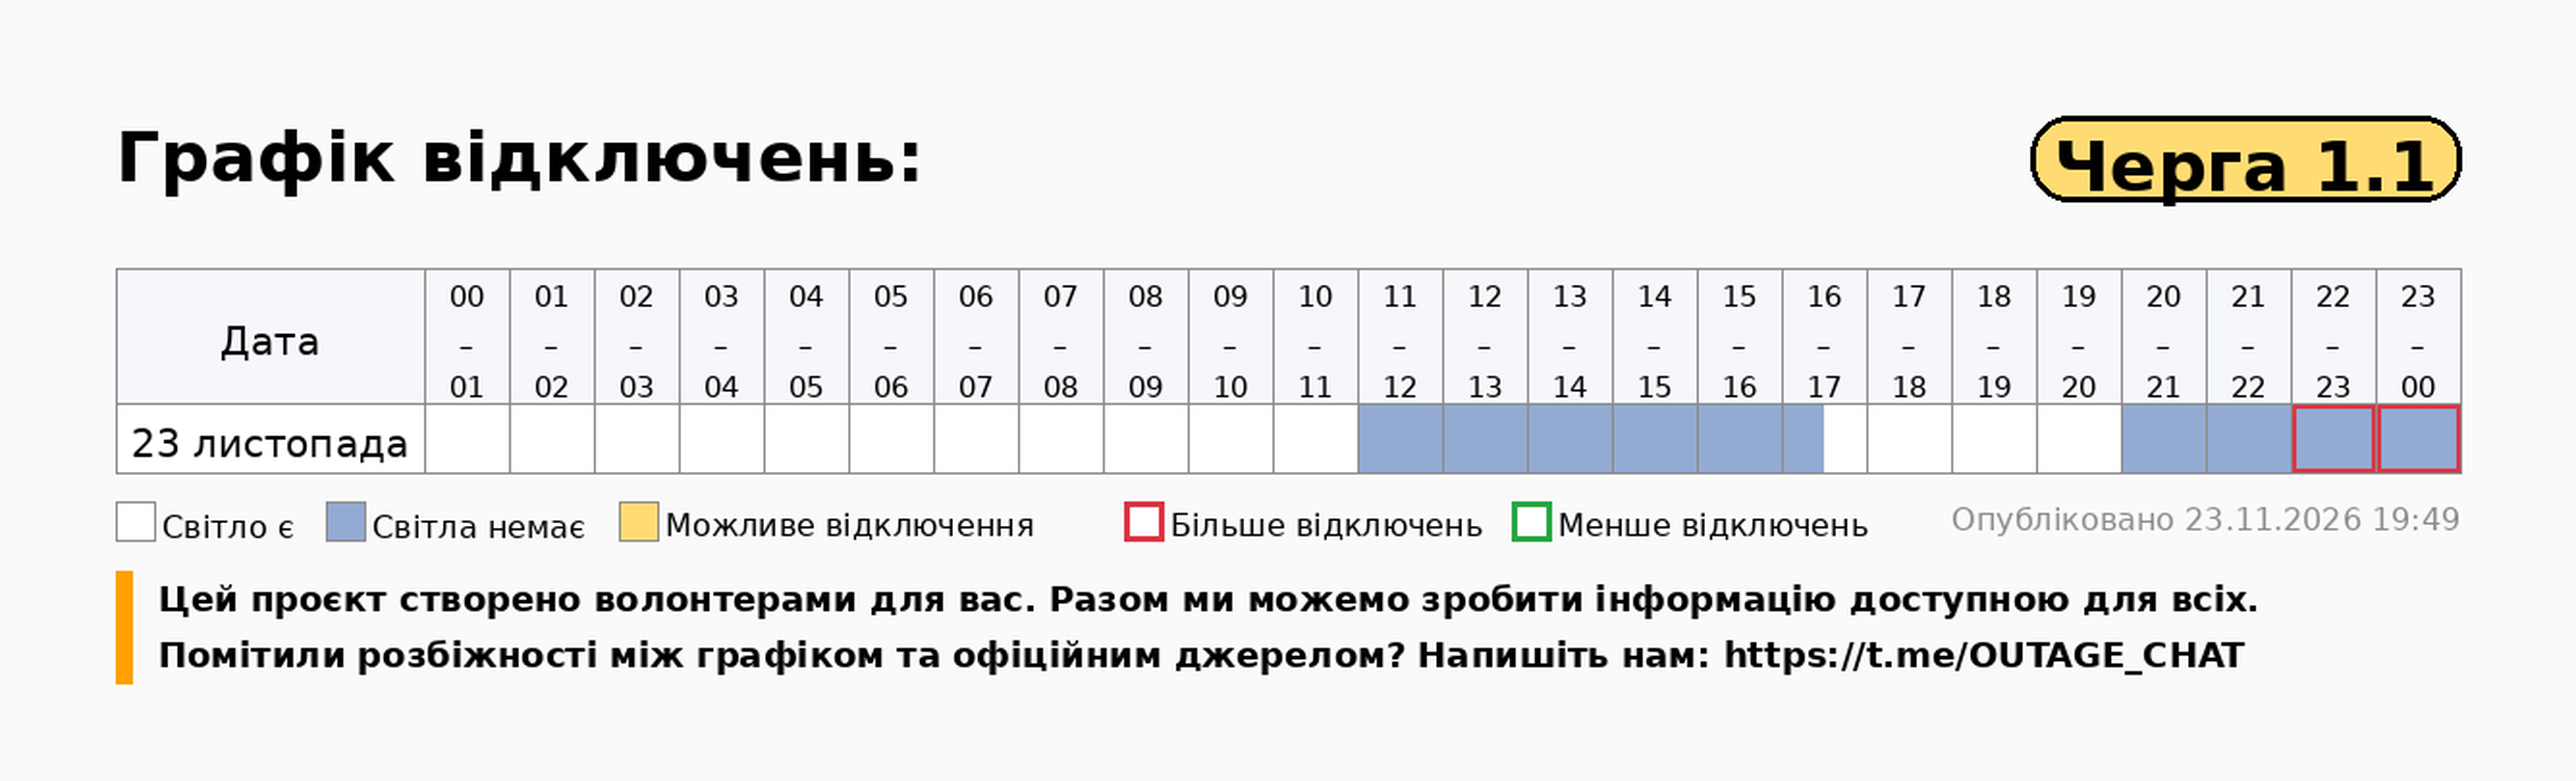 Графік відключень:
Черга 1.1
Дата 00 – 01 01 – 02 02 – 03 03 – 04 04 – 05 05 – 06 06 – 07 07 – 08 08 – 09 09 – 10 10 – 11 11 – 12 12 – 13 13 – 14 14 – 15 15 – 16 16 – 17 17 – 18 18 – 19 19 – 20 20 – 21 21 – 22 22 – 23 23 – 00
23 листопада
Світло є Світла немає Можливе відключення Більше відключень Менше відключень Опубліковано 23.11.2026 19:49
Цей проєкт створено волонтерами для вас. Разом ми можемо зробити інформацію доступною для всіх.
Помітили розбіжності між графіком та офіційним джерелом? Напишіть нам: https://t.me/OUTAGE_CHAT